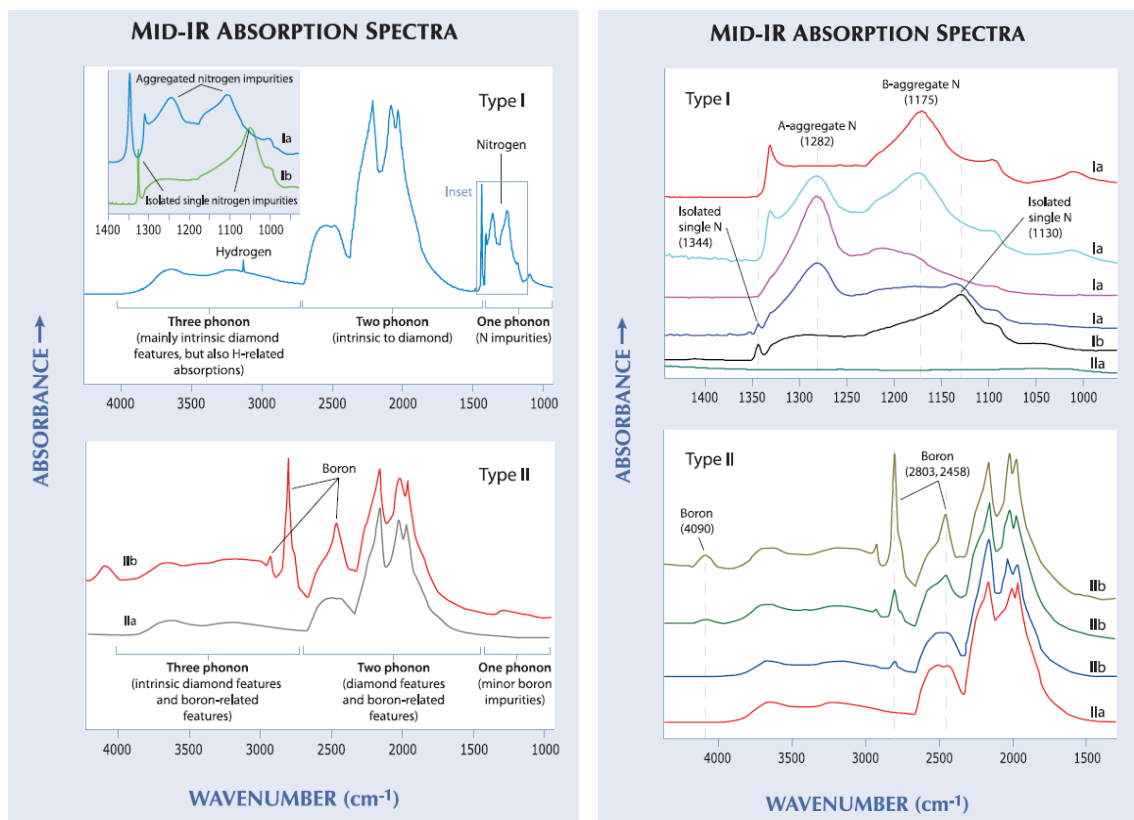 MID-IR ABSORPTION SPECTRA
Type I
Aggregated nitrogen impurities
Ia
Ib
Isolated single nitrogen impurities
1400 1300 1200 1100 1000
Inset
Nitrogen
Hydrogen
Three phonon
(mainly intrinsic diamond
features, but also H-related
absorptions)
Two phonon
(intrinsic to diamond)
One phonon
(N impurities)
4000 3500 3000 2500 2000 1500 1000
ABSORBANCE
Type II
Boron
IIb
IIa
Three phonon
(intrinsic diamond features
and boron-related
features)
Two phonon
(diamond features
and boron-related
features)
One phonon
(minor boron
impurities)
4000 3500 3000 2500 2000 1500 1000
WAVENUMBER (cm-1)
MID-IR ABSORPTION SPECTRA
Type I
B-aggregate N
(1175)
A-aggregate N
(1282)
Isolated
single N
(1344)
Isolated
single N
(1130)
Ia
Ia
Ia
Ia
Ib
IIa
1400 1350 1300 1250 1200 1150 1100 1050 1000
ABSORBANCE
Type II
Boron
(2803, 2458)
Boron
(4090)
IIb
IIb
IIb
IIa
4000 3500 3000 2500 2000 1500
WAVENUMBER (cm-1)